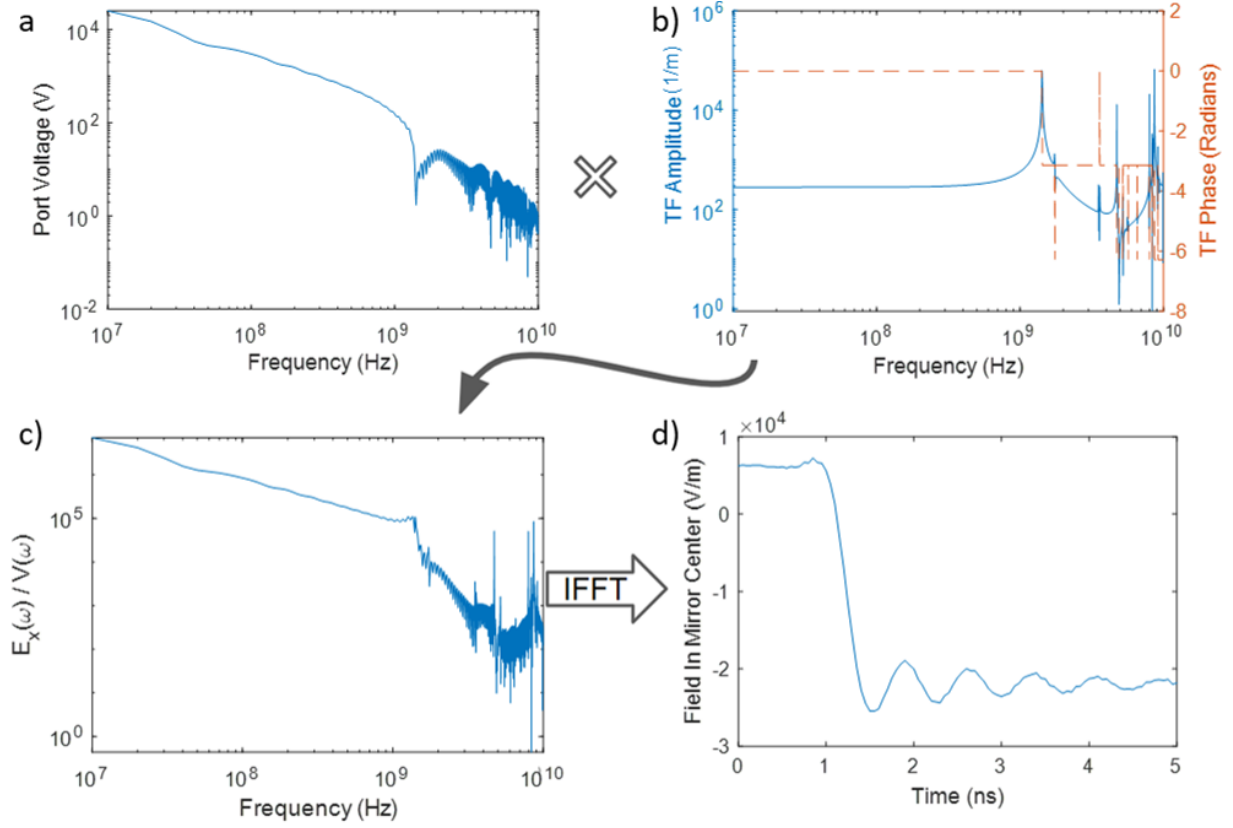 a
10^4
10^2
10^0
10^-2
Port Voltage (V)
10^7
10^8
10^9
10^10
Frequency (Hz)
b)
10^6
10^4
10^2
10^0
TF Amplitude (1/m)
2
0
-2
-4
-6
-8
TF Phase (Radians)
10^7
10^8
10^9
10^10
Frequency (Hz)
c)
10^5
10^0
E_x(ω) / V(ω)
10^7
10^8
10^9
10^10
Frequency (Hz)
IFFT
d)
×10^4
1
0
-1
-2
-3
Field In Mirror Center (V/m)
0
1
2
3
4
5
Time (ns)